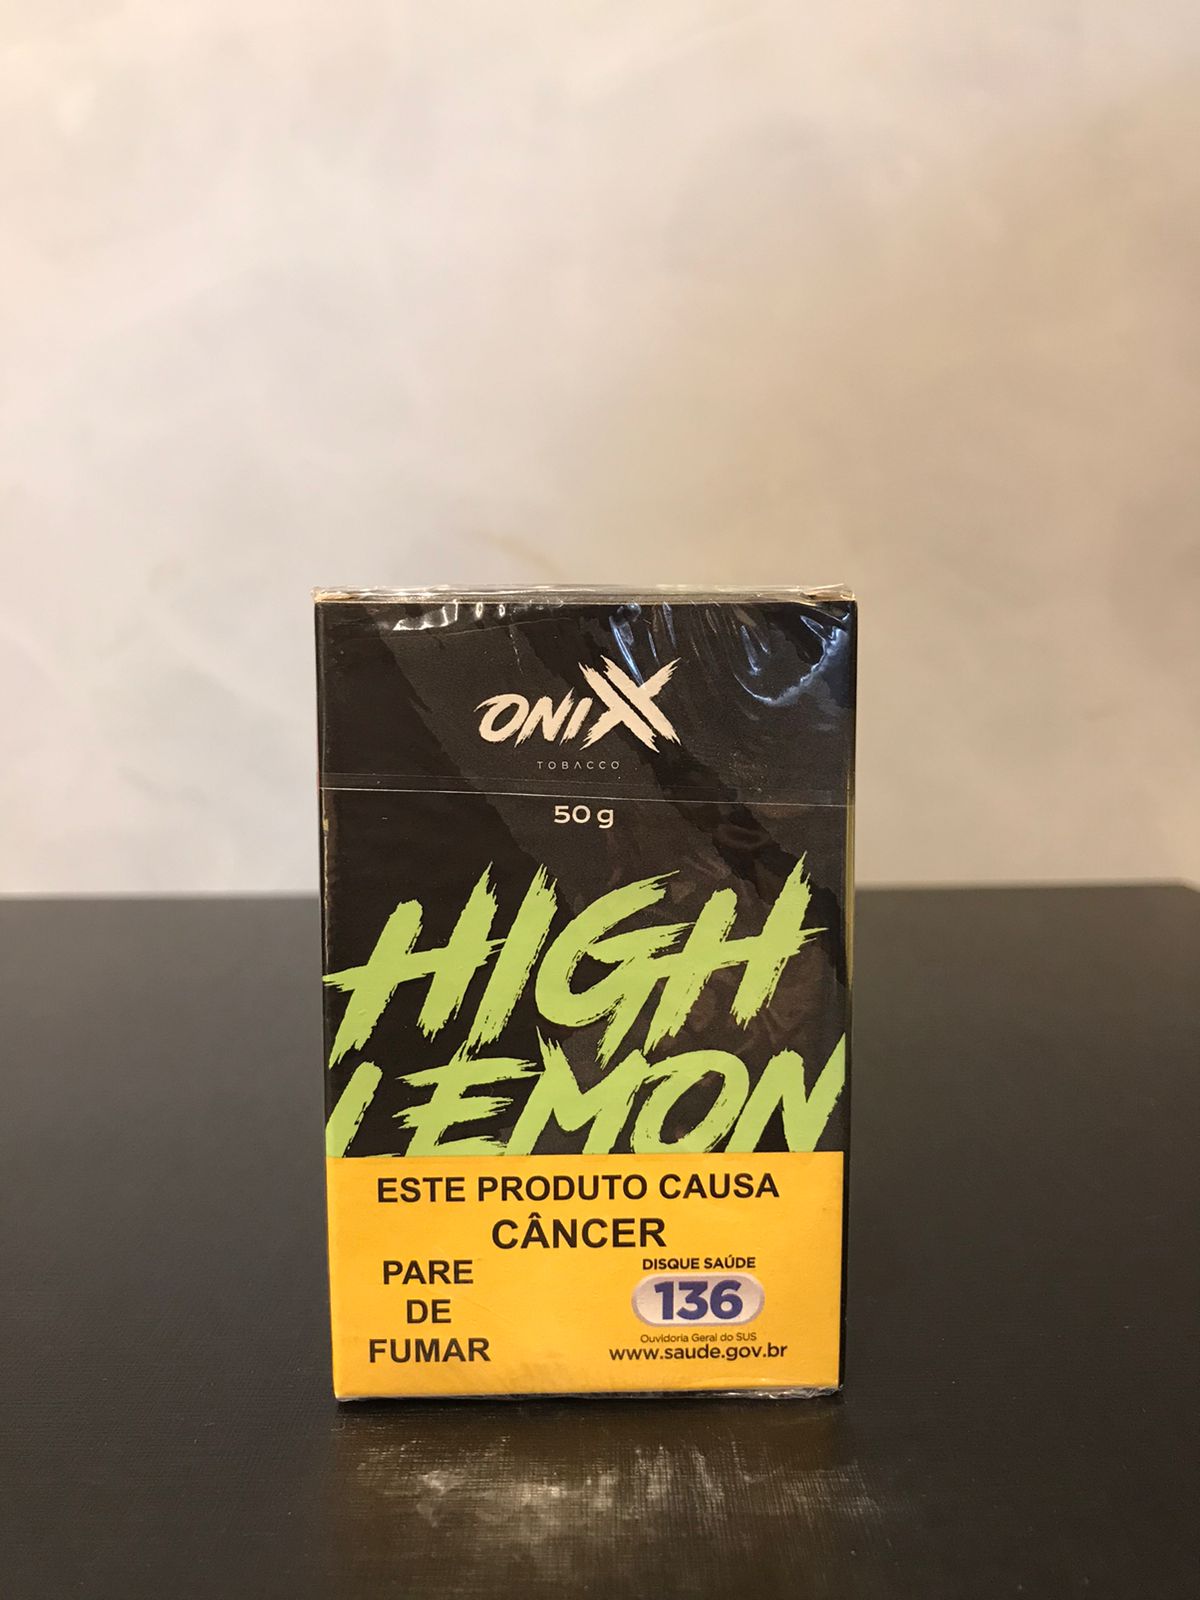 ONIX
TOBACCO
50 g
HIGH
LEMON
ESTE PRODUTO CAUSA
CÂNCER
PARE
DE
FUMAR
DISQUE SAÚDE
136
Ouvidoria Geral do SUS
www.saude.gov.br